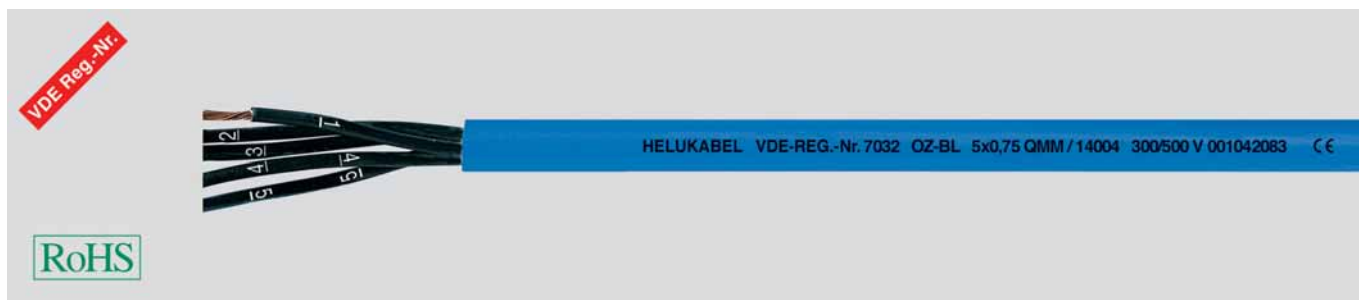 VDE Reg.-Nr.
1
2
3
4
4
5
5
HELUKABEL VDE-REG.-Nr. 7032 OZ-BL 5x0,75 QMM / 14004 300/500 V 001042083 CE
RoHS